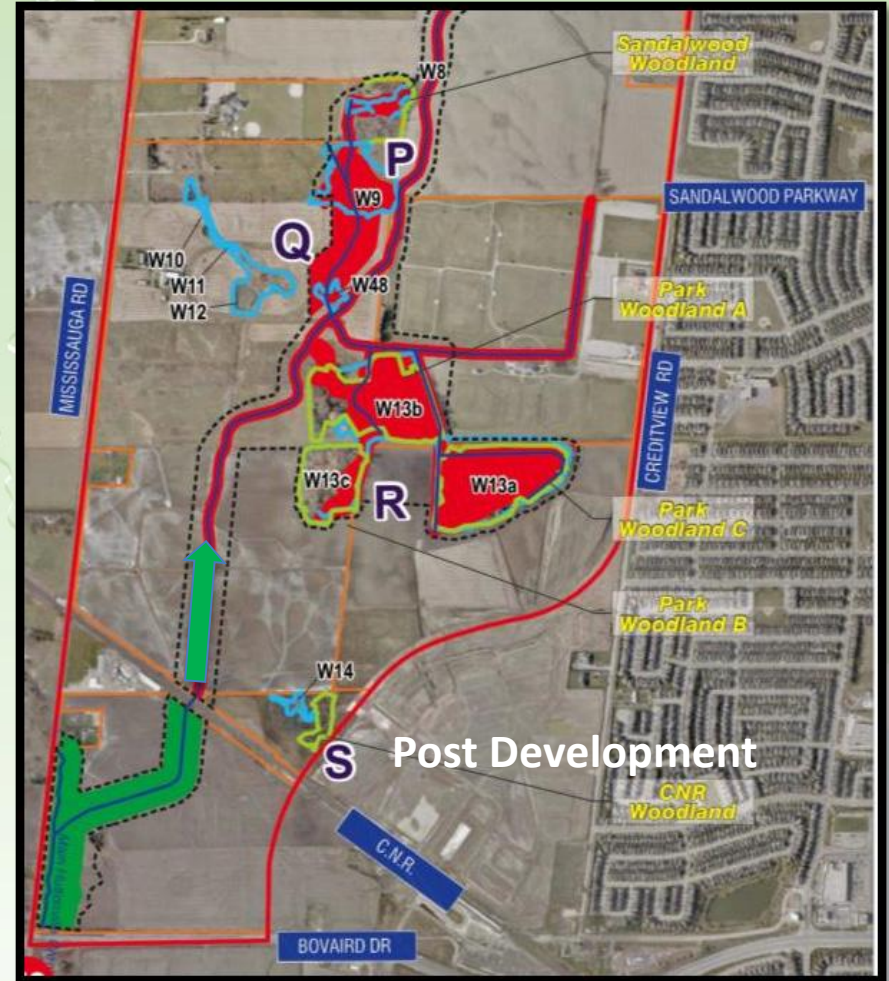 Sandalwood
Woodland
W8
P
W9
SANDALWOOD PARKWAY
Q
W10
W11
W12
W48
MISSISSAUGA RD
Park
Woodland A
CREDITVIEW RD
W13b
W13c
R
W13a
Park
Woodland C
Park
Woodland B
W14
S
Post Development
CNR
Woodland
C.N.R.
BOVAIRD DR